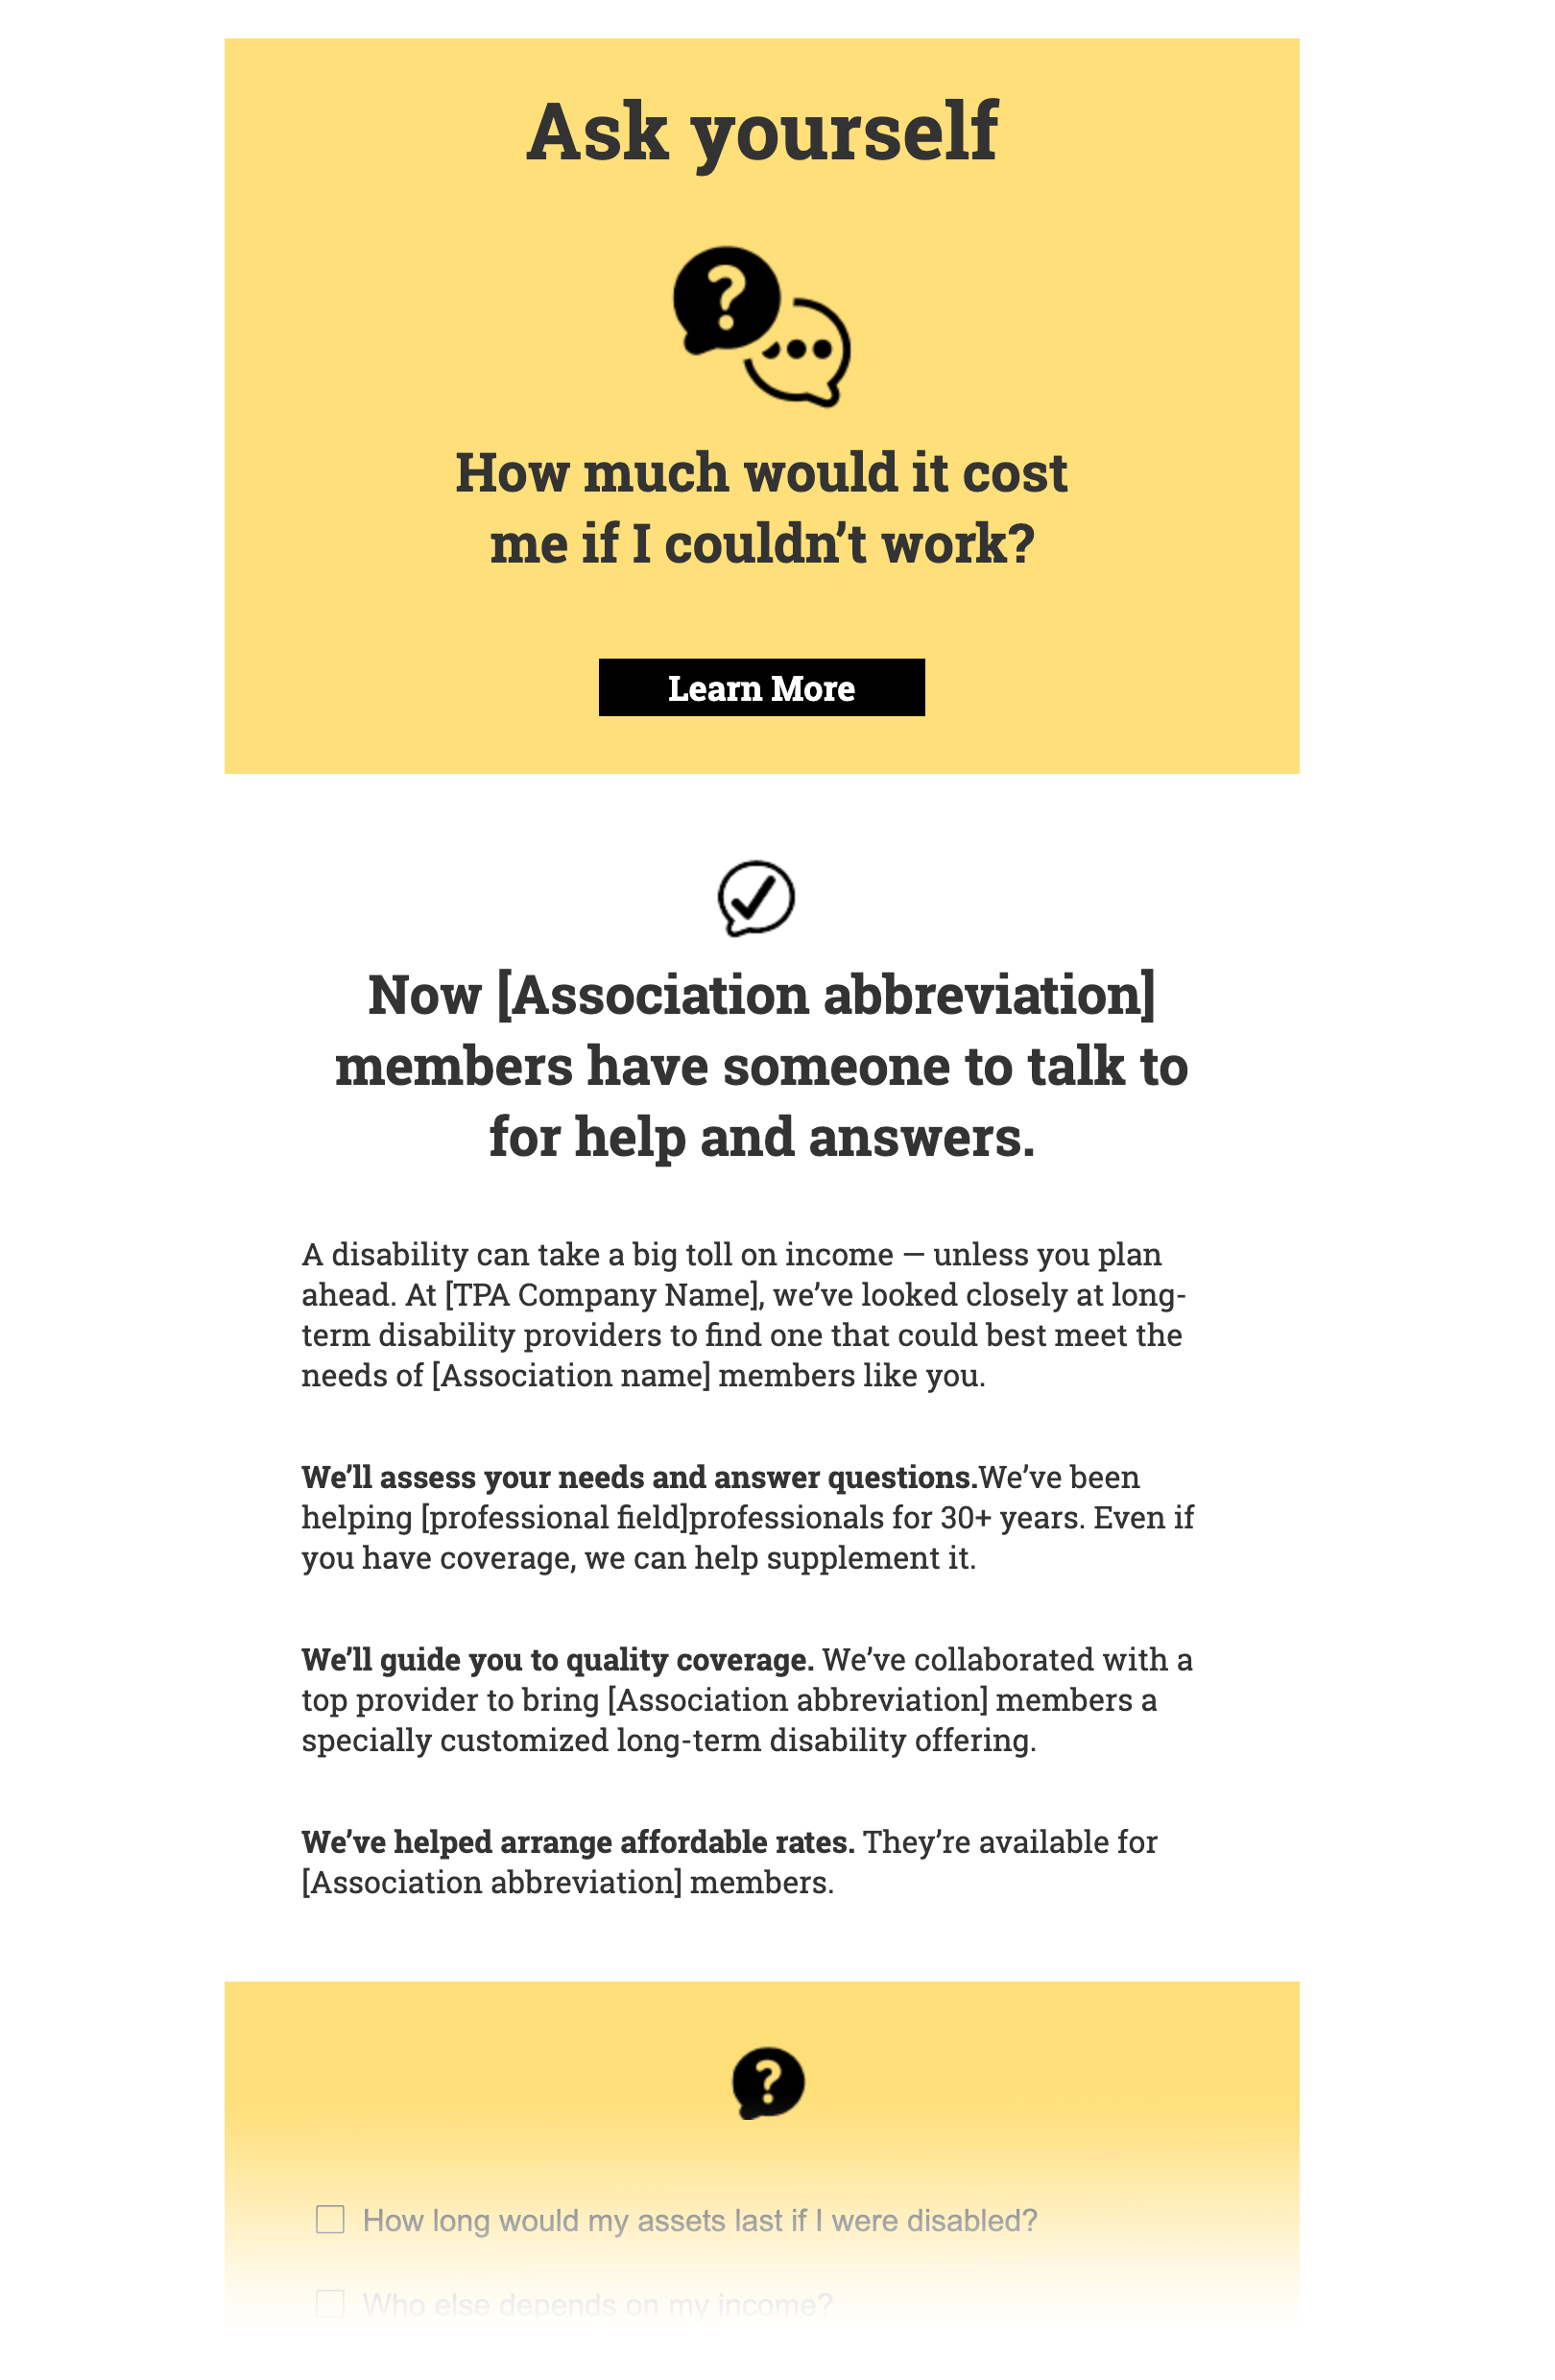 Ask yourself
How much would it cost
me if I couldn’t work?
Learn More
Now [Association abbreviation]
members have someone to talk to
for help and answers.
A disability can take a big toll on income — unless you plan
ahead. At [TPA Company Name], we’ve looked closely at long-
term disability providers to find one that could best meet the
needs of [Association name] members like you.
We’ll assess your needs and answer questions.We’ve been
helping [professional field]professionals for 30+ years. Even if
you have coverage, we can help supplement it.
We’ll guide you to quality coverage. We’ve collaborated with a
top provider to bring [Association abbreviation] members a
specially customized long-term disability offering.
We’ve helped arrange affordable rates. They’re available for
[Association abbreviation] members.
How long would my assets last if I were disabled?
Who else depends on my income?